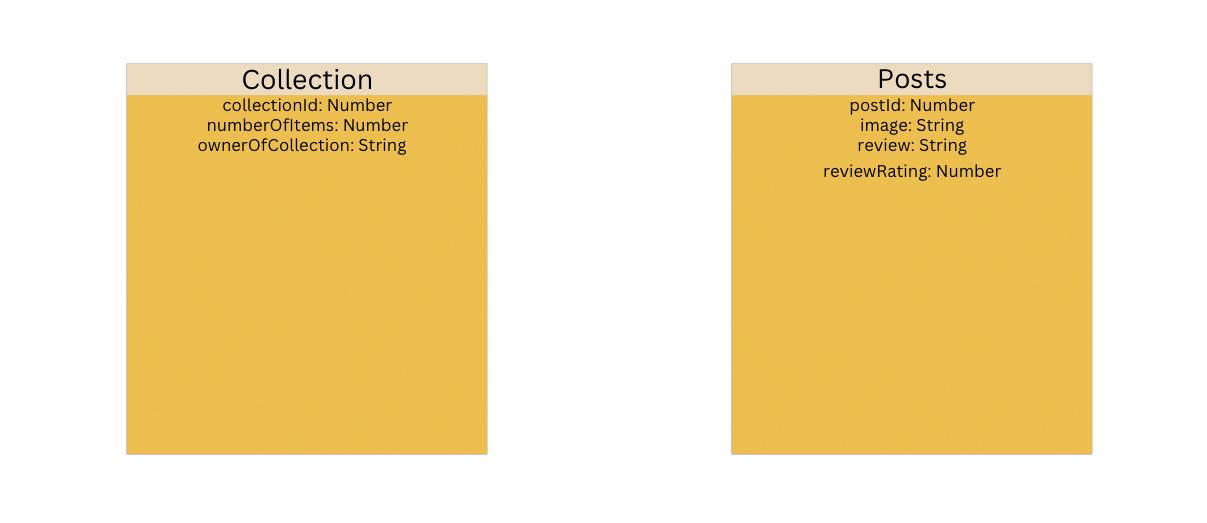 Collection
collectionId: Number
numberOfItems: Number
ownerOfCollection: String
Posts
postId: Number
image: String
review: String
reviewRating: Number